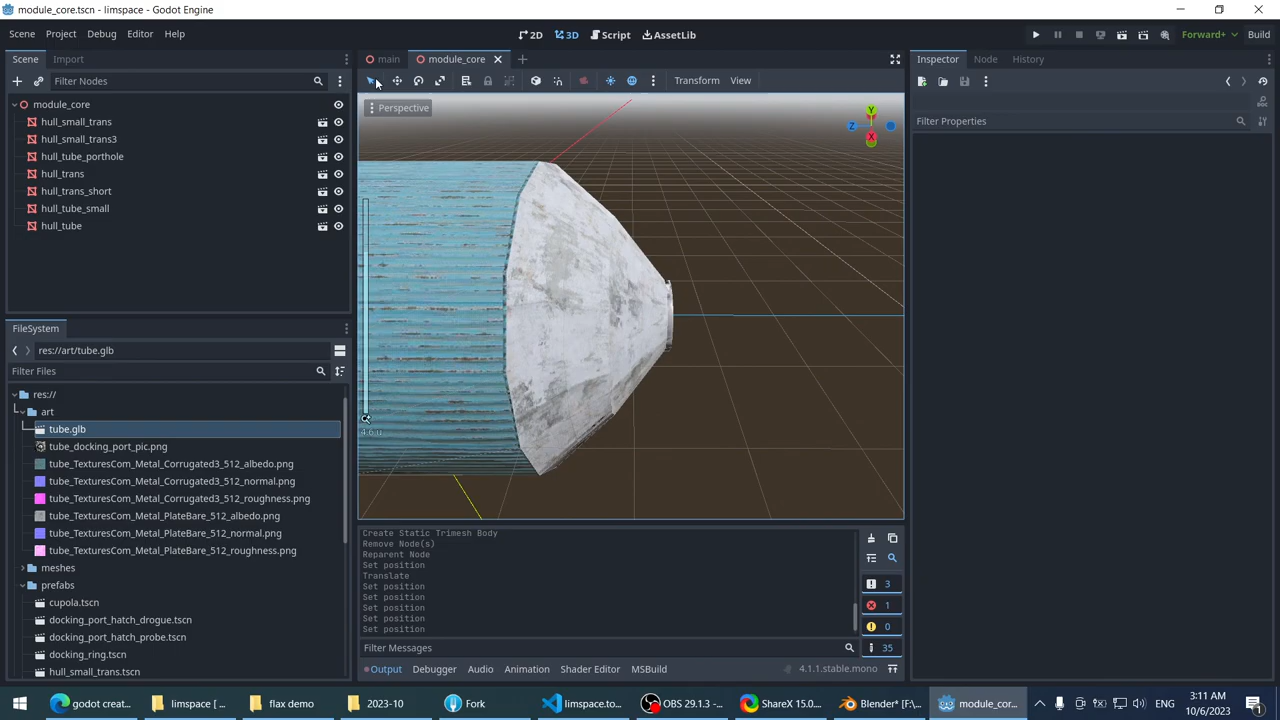 module_core.tscn - limspace - Godot Engine
Scene Project Debug Editor Help
2D 3D Script AssetLib
Forward+ Build
Scene Import
main module_core
Inspector Node History
Filter Nodes
Transform View
Perspective
Y
Z
X
Filter Properties
module_core
hull_small_trans
hull_small_trans3
hull_tube_porthole
hull_trans
hull_trans_short
hull_tube_small
hull_tube
FileSystem
res://art/tube.glb
Filter Files
res://
art
tube.glb
tube_docking_port_pic.png
tube_TexturesCom_Metal_Corrugated3_512_albedo.png
tube_TexturesCom_Metal_Corrugated3_512_normal.png
tube_TexturesCom_Metal_Corrugated3_512_roughness.png
tube_TexturesCom_Metal_PlateBare_512_albedo.png
tube_TexturesCom_Metal_PlateBare_512_normal.png
tube_TexturesCom_Metal_PlateBare_512_roughness.png
meshes
prefabs
cupola.tscn
docking_port_hatch_drogue.tscn
docking_port_hatch_probe.tscn
docking_ring.tscn
hull_small_trans.tscn
Create Static Trimesh Body
Remove Node(s)
Reparent Node
Set position
Translate
Set position
Set position
Set position
Set position
3
1
0
35
Filter Messages
Output Debugger Audio Animation Shader Editor MSBuild
4.1.1.stable.mono
godot creat...
limspace [ ...
flax demo
2023-10
Fork
limspace.to...
OBS 29.1.3 -...
ShareX 15.0...
Blender* [F:\...
module_cor...
ENG
3:11 AM
10/6/2023
1